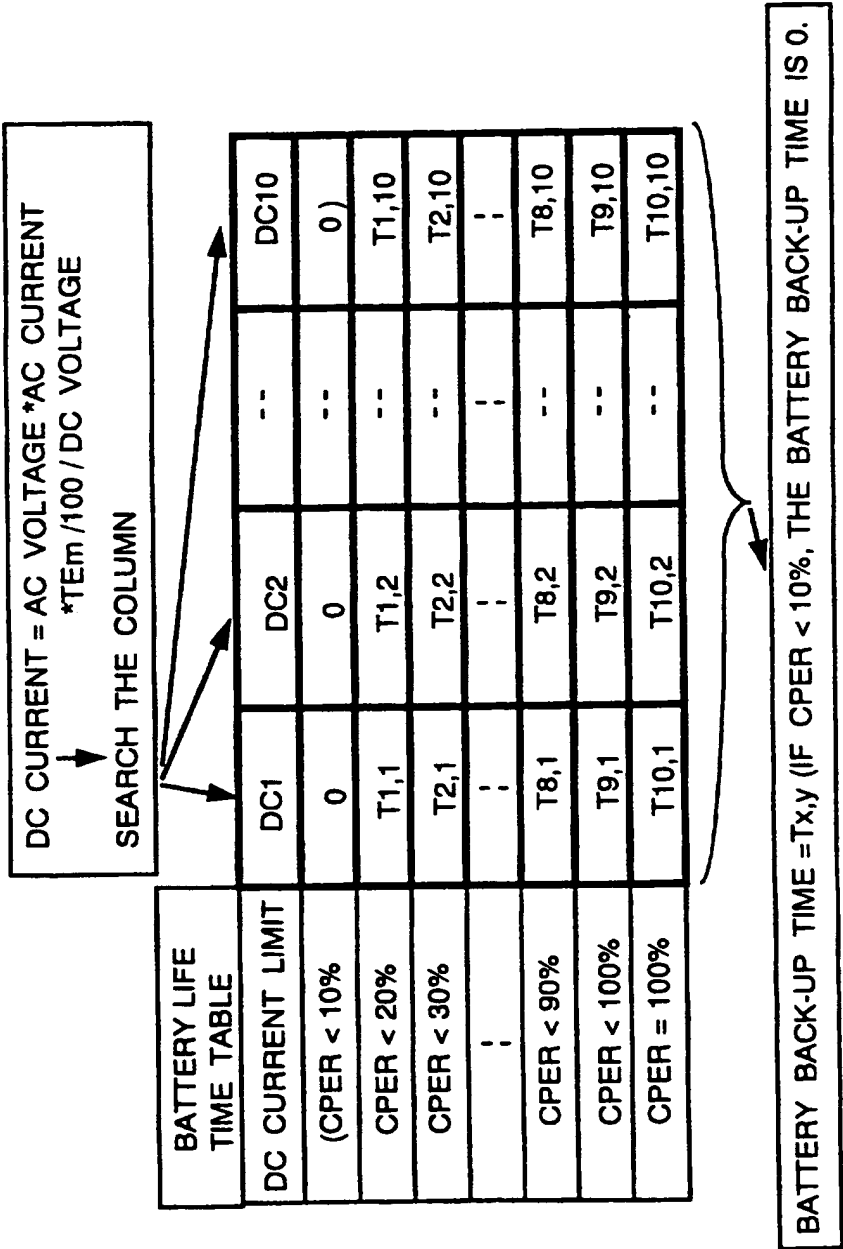 DC CURRENT = AC VOLTAGE *AC CURRENT
*TEm /100 / DC VOLTAGE
SEARCH THE COLUMN
BATTERY LIFE
TIME TABLE
DC CURRENT LIMIT DC1 DC2 -- DC10
(CPER < 10% 0 0 -- 0)
CPER < 20% T1,1 T1,2 -- T1,10
CPER < 30% T2,1 T2,2 -- T2,10
-- -- -- -- --
CPER < 90% T8,1 T8,2 -- T8,10
CPER < 100% T9,1 T9,2 -- T9,10
CPER = 100% T10,1 T10,2 -- T10,10
BATTERY BACK-UP TIME =Tx,y (IF CPER < 10%, THE BATTERY BACK-UP TIME IS 0.